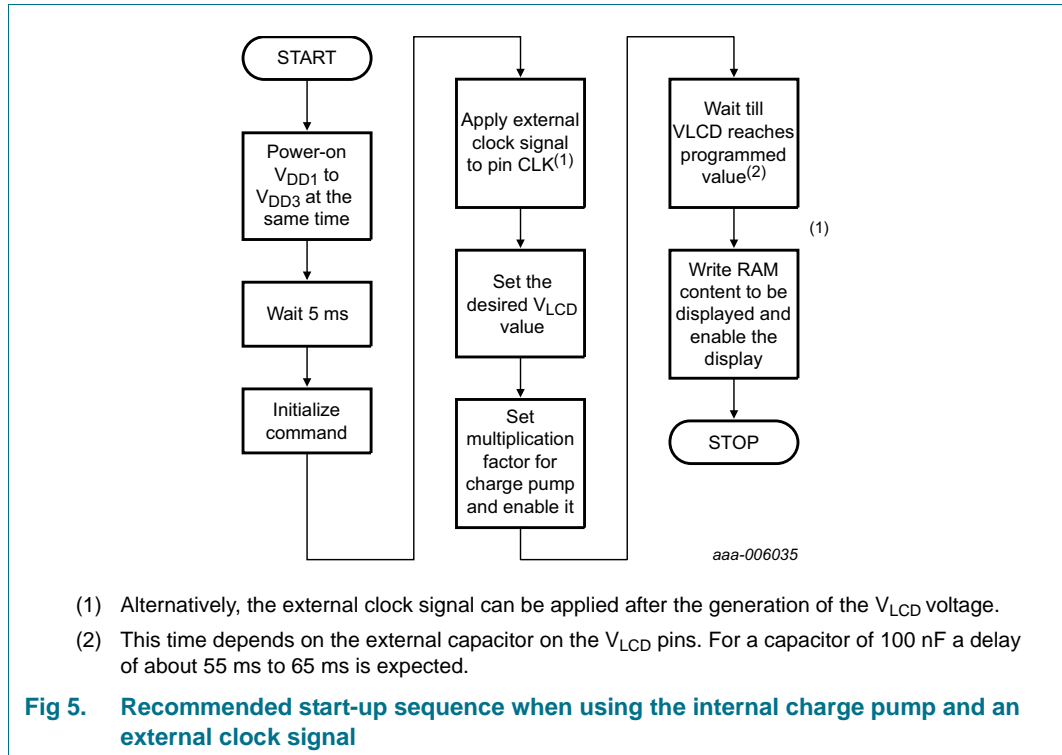 START
Power-on
VDD1 to
VDD3 at the
same time
Wait 5 ms
Initialize
command
Apply external
clock signal
to pin CLK(1)
Set the
desired VLCD
value
Set
multiplication
factor for
charge pump
and enable it
Wait till
VLCD reaches
programmed
value(2)
(1)
Write RAM
content to be
displayed and
enable the
display
STOP
aaa-006035
(1) Alternatively, the external clock signal can be applied after the generation of the VLCD voltage.
(2) This time depends on the external capacitor on the VLCD pins. For a capacitor of 100 nF a delay
of about 55 ms to 65 ms is expected.
Fig 5. Recommended start-up sequence when using the internal charge pump and an
external clock signal